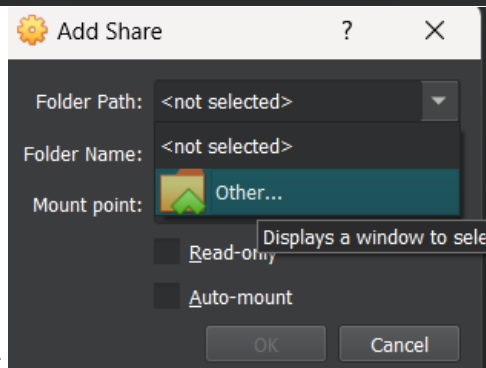 Add Share ?
Folder Path: <not selected>
Folder Name: <not selected>
Other...
Mount point:
Displays a window to sele
Read-only
Auto-mount
OK Cancel